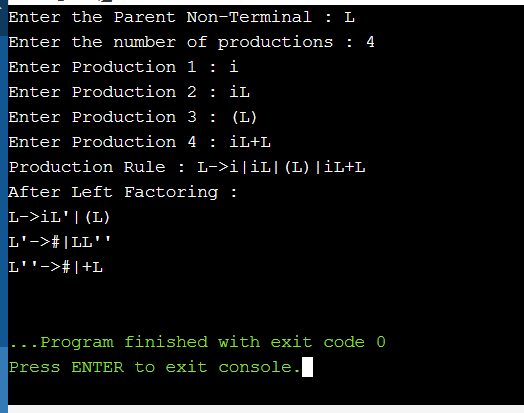 Enter the Parent Non-Terminal : L
Enter the number of productions : 4
Enter Production 1 : i
Enter Production 2 : iL
Enter Production 3 : (L)
Enter Production 4 : iL+L
Production Rule : L->i|iL|(L)|iL+L
After Left Factoring :
L->iL'|(L)
L'->#|LL''
L''->#|+L
...Program finished with exit code 0
Press ENTER to exit console.